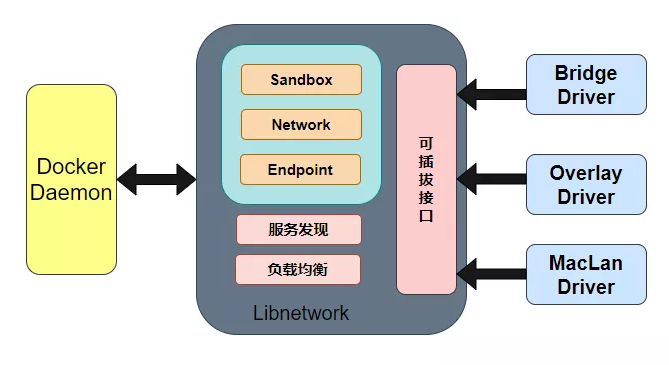 Docker
Daemon
Sandbox
Network
Endpoint
服务发现
负载均衡
Libnetwork
可
插
拔
接
口
Bridge
Driver
Overlay
Driver
MacLan
Driver